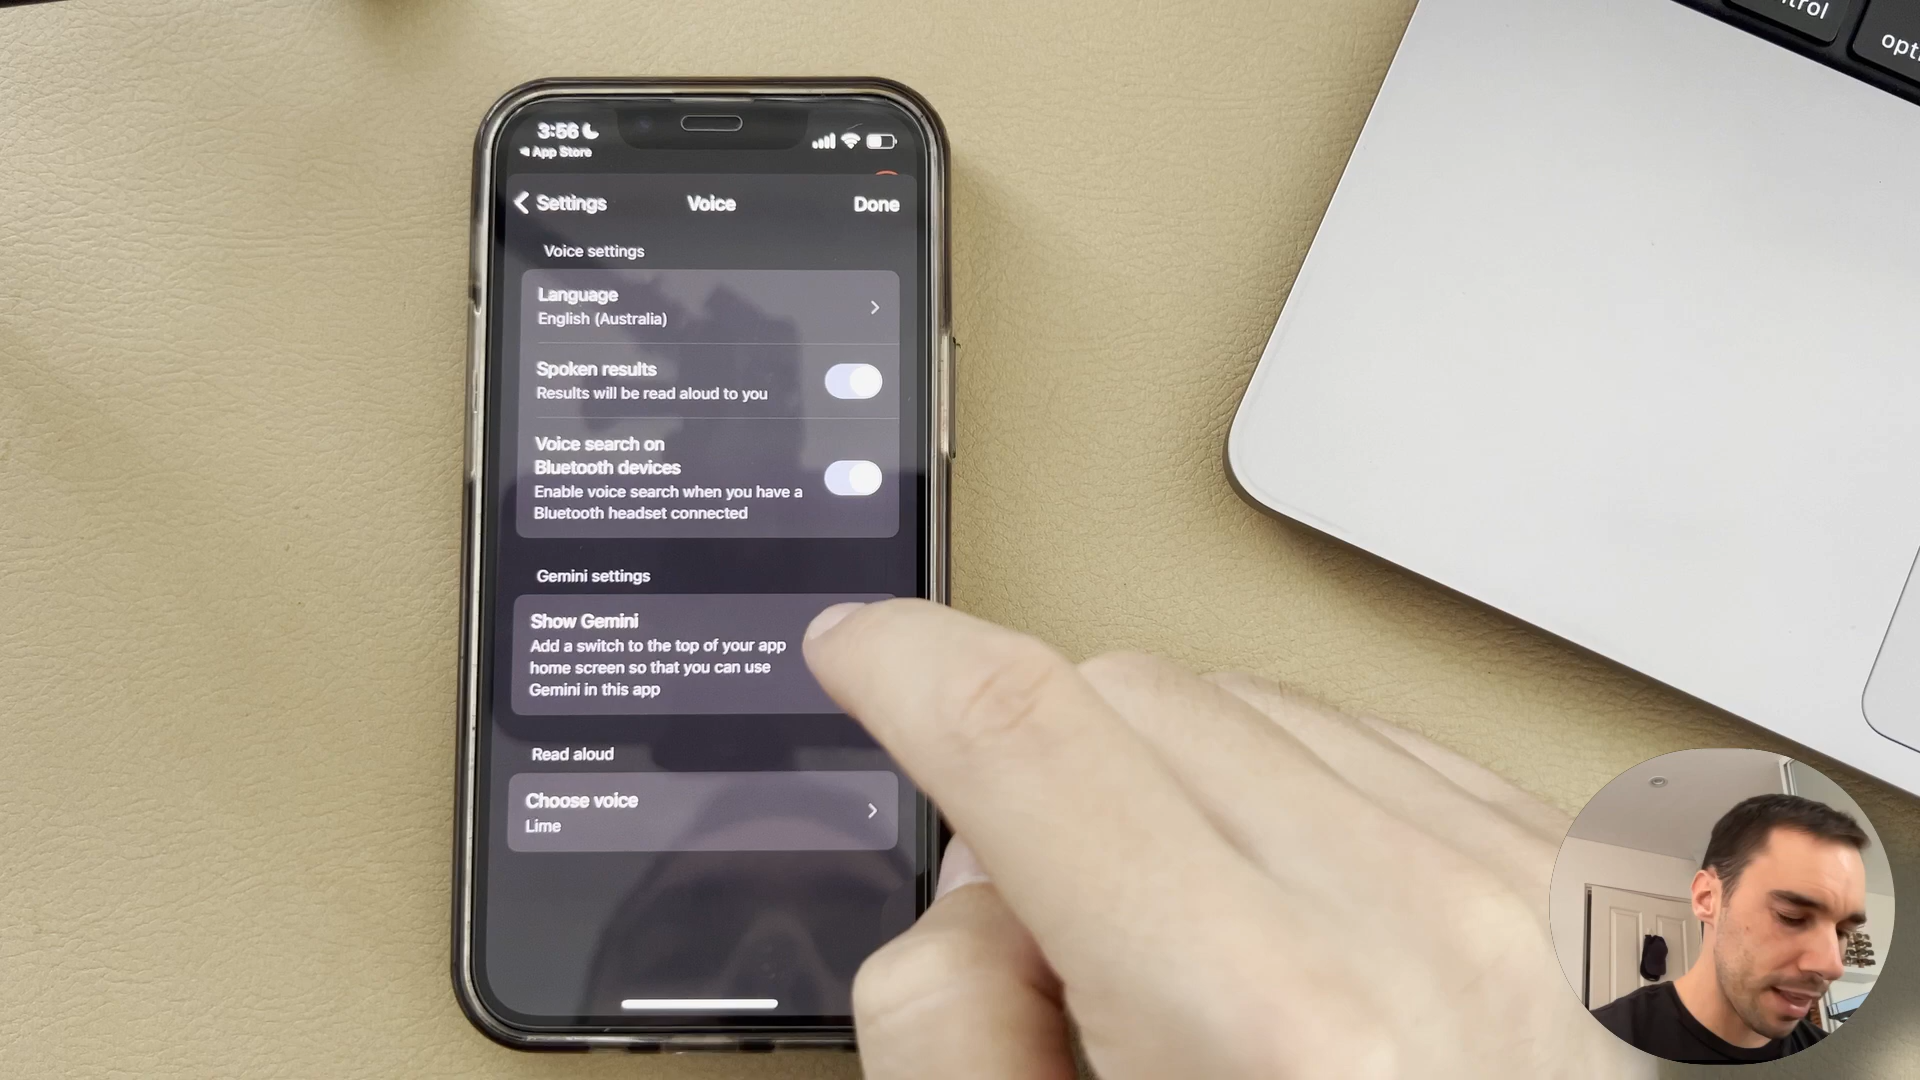 3:56
App Store
Settings
Voice
Done
Voice settings
Language
English (Australia)
Spoken results
Results will be read aloud to you
Voice search on
Bluetooth devices
Enable voice search when you have a
Bluetooth headset connected
Gemini settings
Show Gemini
Add a switch to the top of your app
home screen so that you can use
Gemini in this app
Read aloud
Choose voice
Lime
ntrol
opt